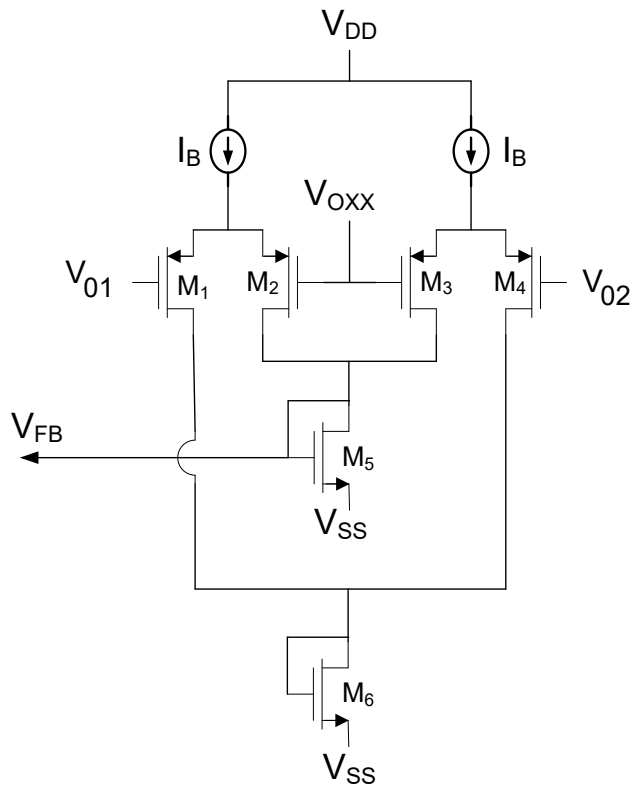 V_DD
I_B
I_B
V_OXX
V_01
M_1
M_2
M_3
M_4
V_02
V_FB
M_5
V_SS
M_6
V_SS